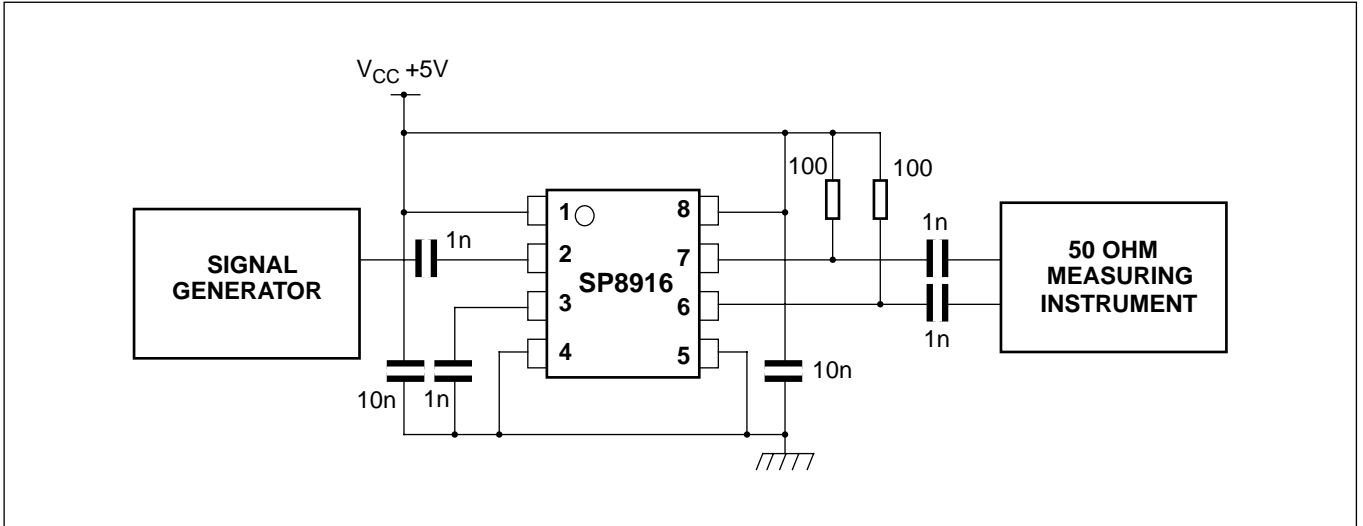 VCC +5V
100
100
SIGNAL
GENERATOR
1n
1
2
3
4
SP8916
8
7
6
5
1n
1n
50 OHM
MEASURING
INSTRUMENT
10n
1n
10n